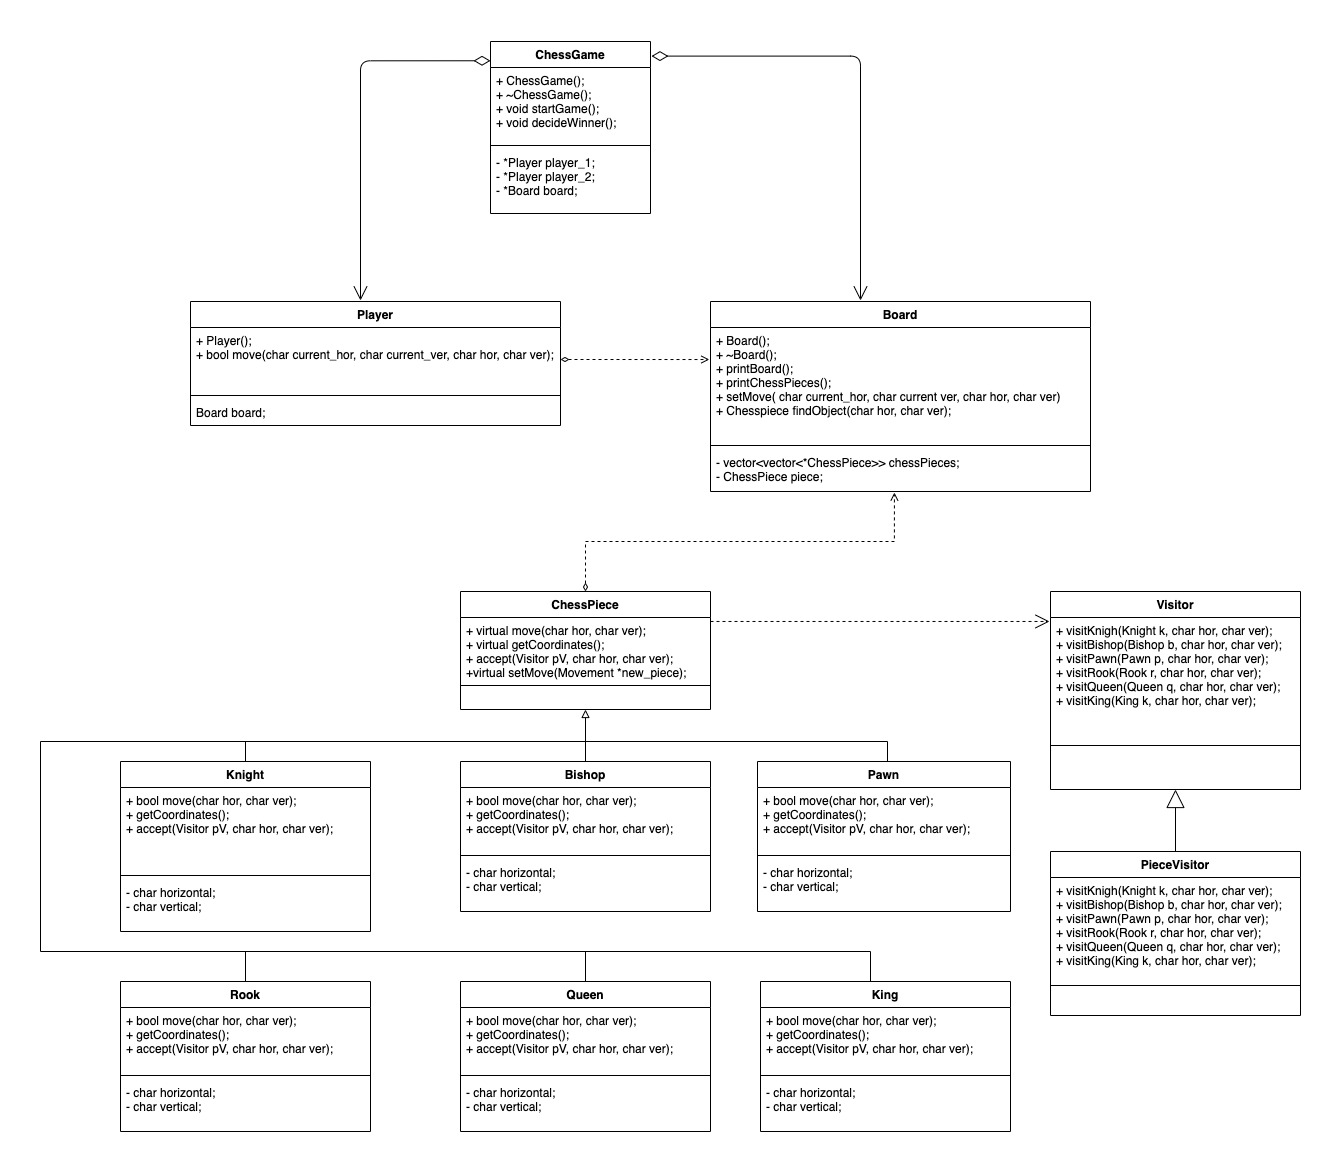 ChessGame
+ ChessGame();
+ ~ChessGame();
+ void startGame();
+ void decideWinner();
- *Player player_1;
- *Player player_2;
- *Board board;
Player
+ Player();
+ bool move(char current_hor, char current_ver, char hor, char ver);
Board board;
Board
+ Board();
+ ~Board();
+ printBoard();
+ printChessPieces();
+ setMove( char current_hor, char current ver, char hor, char ver)
+ Chesspiece findObject(char hor, char ver);
- vector<vector<*ChessPiece>> chessPieces;
- ChessPiece piece;
ChessPiece
+ virtual move(char hor, char ver);
+ virtual getCoordinates();
+ accept(Visitor pV, char hor, char ver);
+virtual setMove(Movement *new_piece);
Visitor
+ visitKnigh(Knight k, char hor, char ver);
+ visitBishop(Bishop b, char hor, char ver);
+ visitPawn(Pawn p, char hor, char ver);
+ visitRook(Rook r, char hor, char ver);
+ visitQueen(Queen q, char hor, char ver);
+ visitKing(King k, char hor, char ver);
Knight
+ bool move(char hor, char ver);
+ getCoordinates();
+ accept(Visitor pV, char hor, char ver);
- char horizontal;
- char vertical;
Bishop
+ bool move(char hor, char ver);
+ getCoordinates();
+ accept(Visitor pV, char hor, char ver);
- char horizontal;
- char vertical;
Pawn
+ bool move(char hor, char ver);
+ getCoordinates();
+ accept(Visitor pV, char hor, char ver);
- char horizontal;
- char vertical;
PieceVisitor
+ visitKnigh(Knight k, char hor, char ver);
+ visitBishop(Bishop b, char hor, char ver);
+ visitPawn(Pawn p, char hor, char ver);
+ visitRook(Rook r, char hor, char ver);
+ visitQueen(Queen q, char hor, char ver);
+ visitKing(King k, char hor, char ver);
Rook
+ bool move(char hor, char ver);
+ getCoordinates();
+ accept(Visitor pV, char hor, char ver);
- char horizontal;
- char vertical;
Queen
+ bool move(char hor, char ver);
+ getCoordinates();
+ accept(Visitor pV, char hor, char ver);
- char horizontal;
- char vertical;
King
+ bool move(char hor, char ver);
+ getCoordinates();
+ accept(Visitor pV, char hor, char ver);
- char horizontal;
- char vertical;